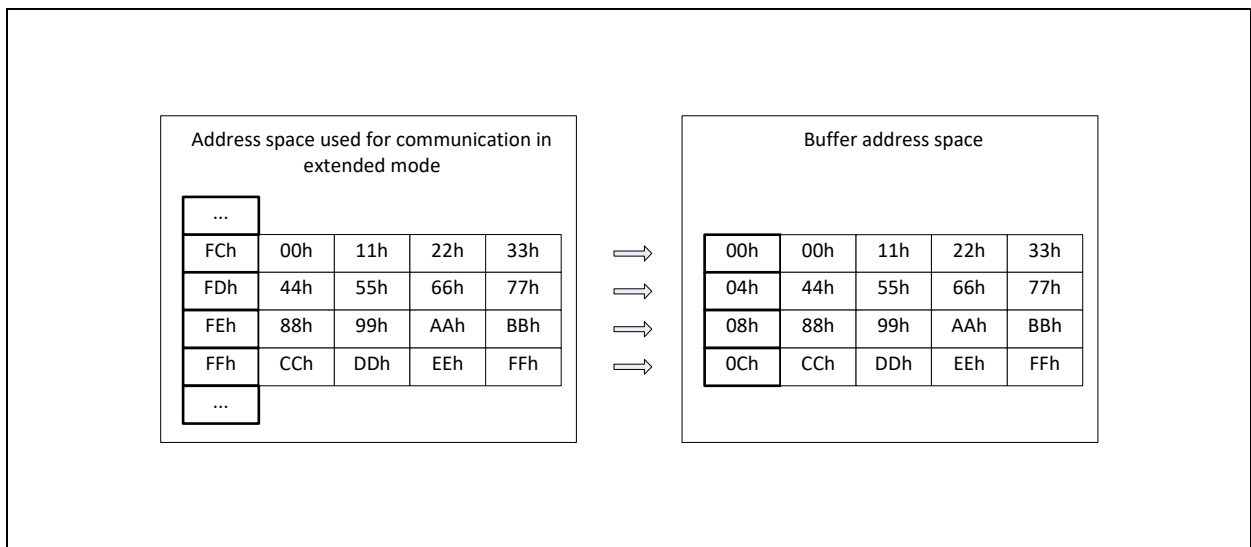 Address space used for communication in
extended mode
...
FCh 00h 11h 22h 33h
FDh 44h 55h 66h 77h
FEh 88h 99h AAh BBh
FFh CCh DDh EEh FFh
...
Buffer address space
00h 00h 11h 22h 33h
04h 44h 55h 66h 77h
08h 88h 99h AAh BBh
0Ch CCh DDh EEh FFh